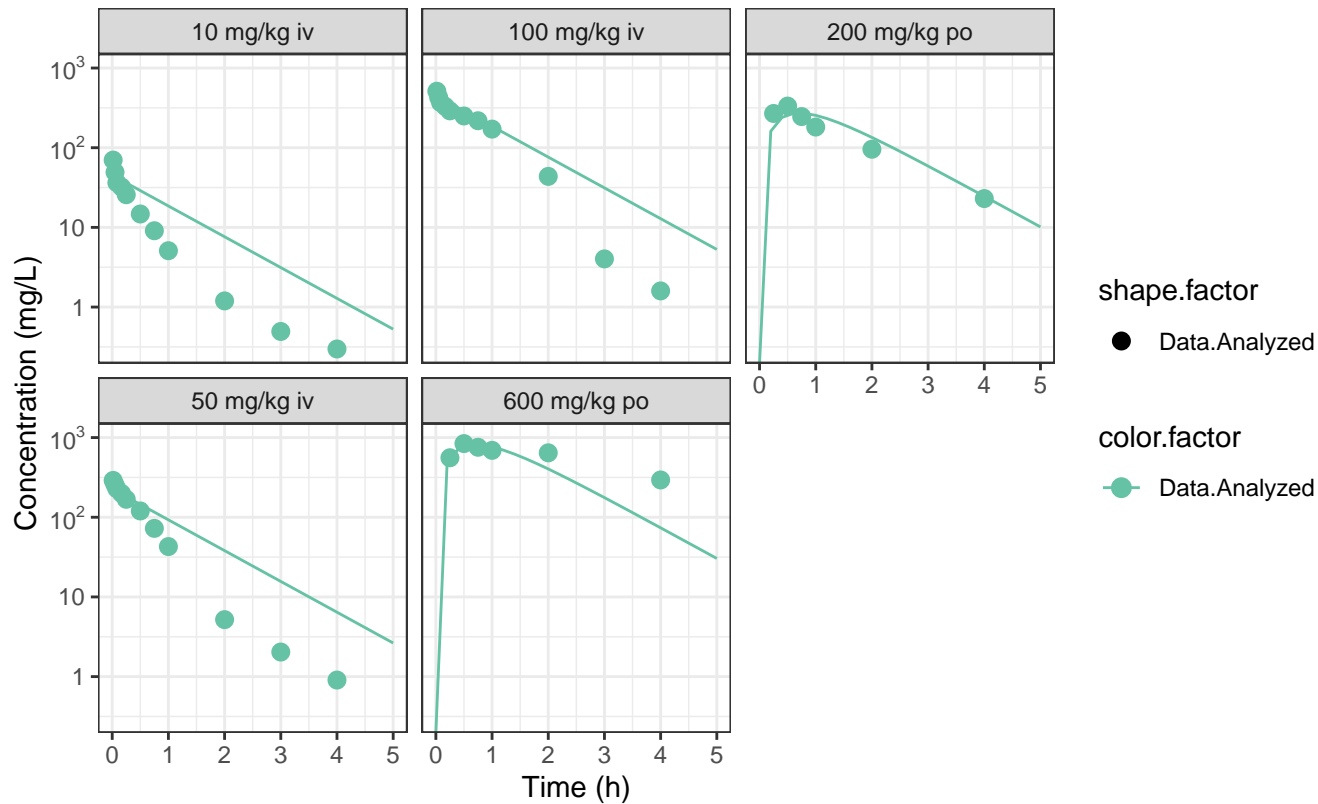 10 mg/kg iv
100 mg/kg iv
200 mg/kg po
10³
10²
10
1
0 1 2 3 4 5
50 mg/kg iv
600 mg/kg po
10³
10²
10
1
0 1 2 3 4 5
0 1 2 3 4 5
Time (h)
Concentration (mg/L)
shape.factor
Data.Analyzed
color.factor
Data.Analyzed